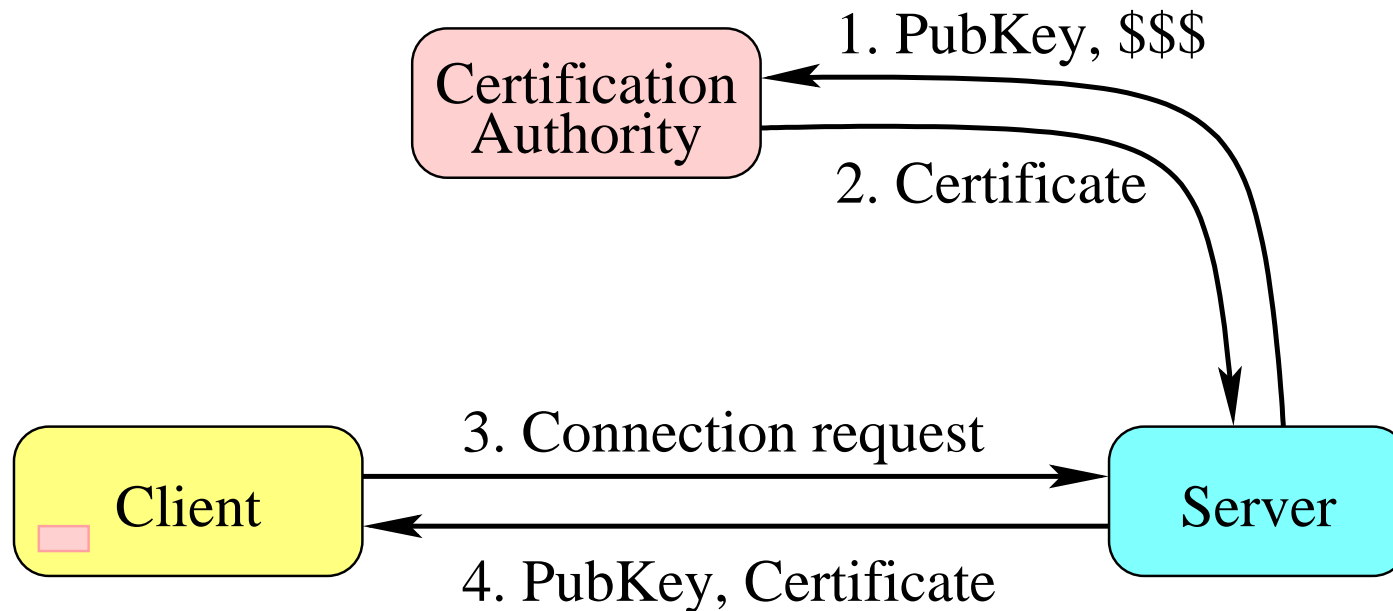 1. PubKey, $$$
Certification
Authority
2. Certificate
3. Connection request
Client
Server
4. PubKey, Certificate